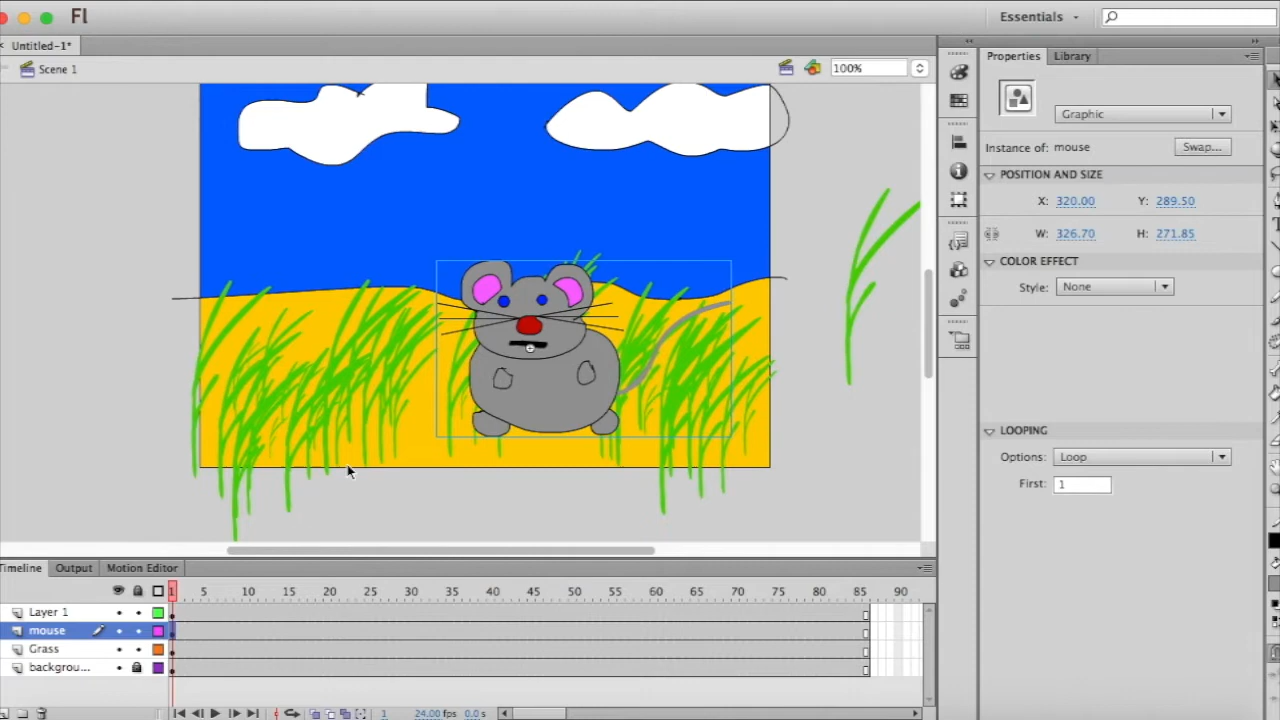 Fl
Essentials
Untitled-1*
Scene 1
100%
Properties
Library
Graphic
Instance of: mouse
Swap...
POSITION AND SIZE
X: 320.00 Y: 289.50
W: 326.70 H: 271.85
COLOR EFFECT
Style: None
LOOPING
Options: Loop
First: 1
Timeline Output Motion Editor
1 5 10 15 20 25 30 35 40 45 50 55 60 65 70 75 80 85 90
Layer 1
mouse
Grass
backgrou...
1 24.00 fps 0.0 s